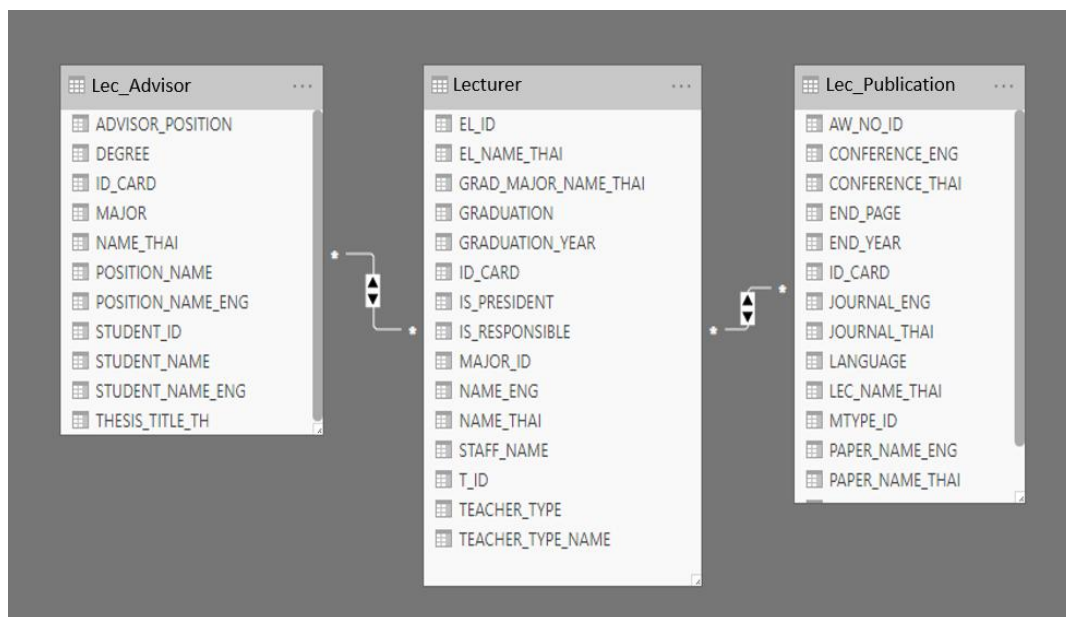 Lec_Advisor
ADVISOR_POSITION
DEGREE
ID_CARD
MAJOR
NAME_THAI
POSITION_NAME
POSITION_NAME_ENG
STUDENT_ID
STUDENT_NAME
STUDENT_NAME_ENG
THESIS_TITLE_TH
Lecturer
EL_ID
EL_NAME_THAI
GRAD_MAJOR_NAME_THAI
GRADUATION
GRADUATION_YEAR
ID_CARD
IS_PRESIDENT
IS_RESPONSIBLE
MAJOR_ID
NAME_ENG
NAME_THAI
STAFF_NAME
T_ID
TEACHER_TYPE
TEACHER_TYPE_NAME
Lec_Publication
AW_NO_ID
CONFERENCE_ENG
CONFERENCE_THAI
END_PAGE
END_YEAR
ID_CARD
JOURNAL_ENG
JOURNAL_THAI
LANGUAGE
LEC_NAME_THAI
MTYPE_ID
PAPER_NAME_ENG
PAPER_NAME_THAI